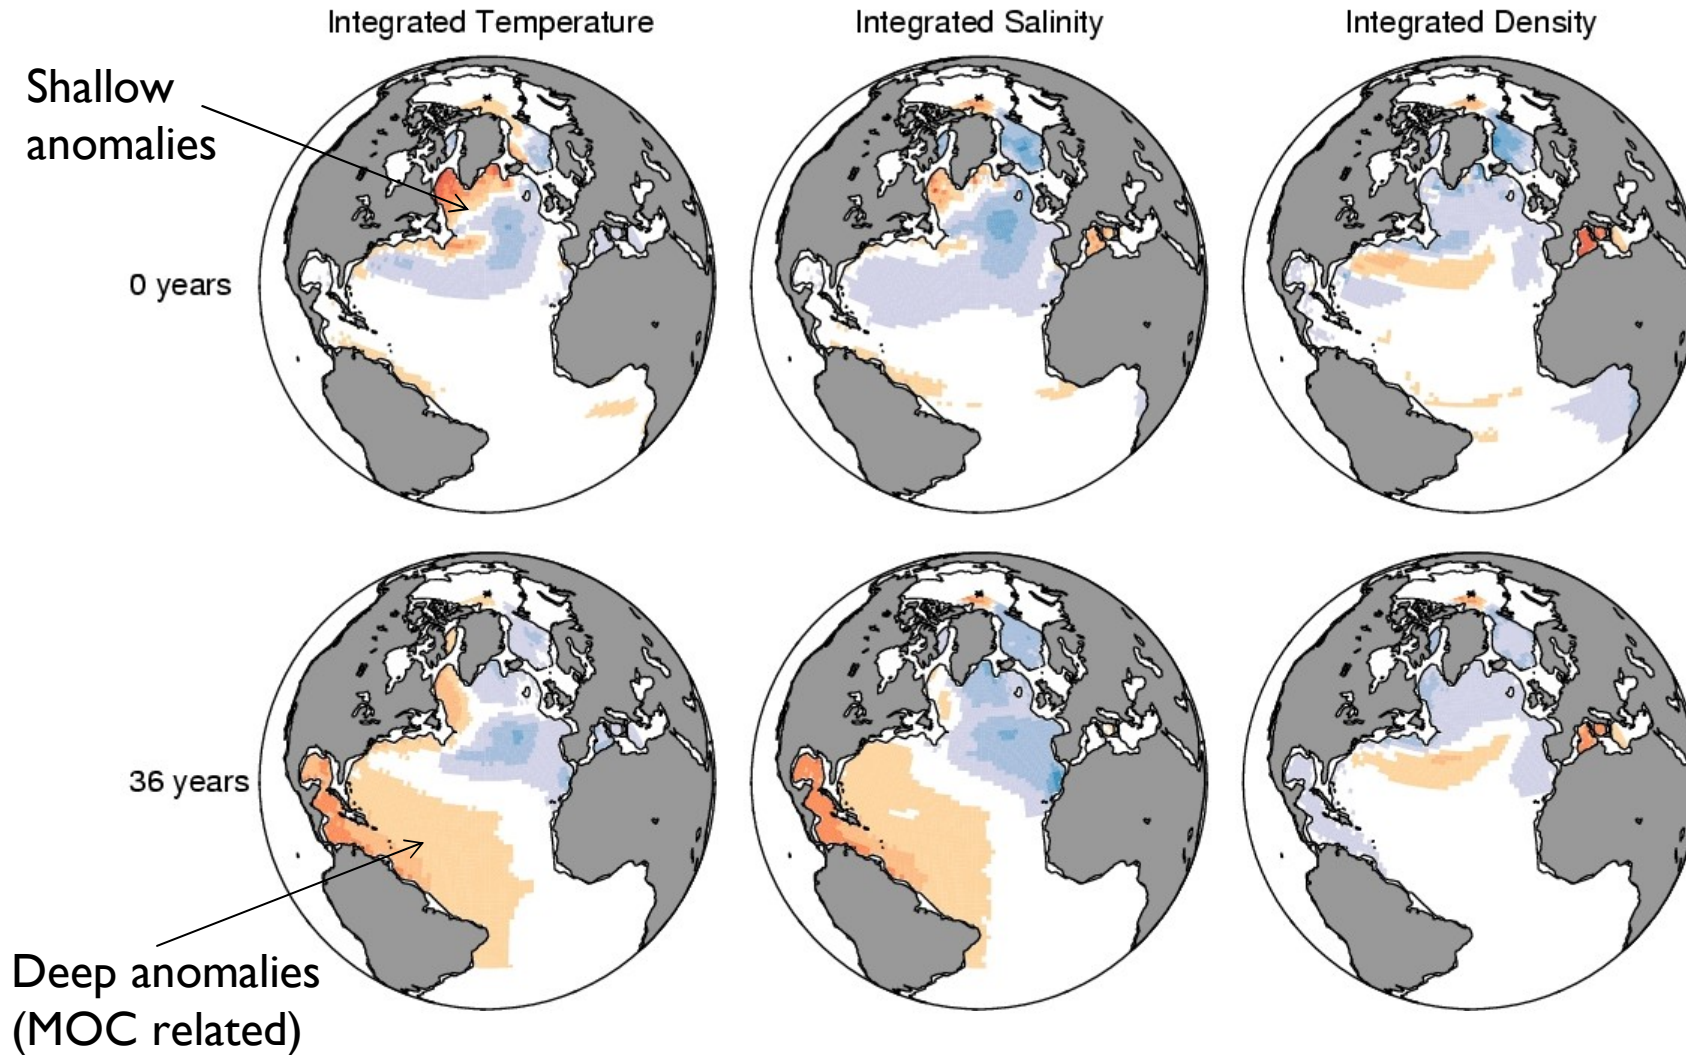 Integrated Temperature
Integrated Salinity
Integrated Density
Shallow
anomalies
0 years
36 years
Deep anomalies
(MOC related)